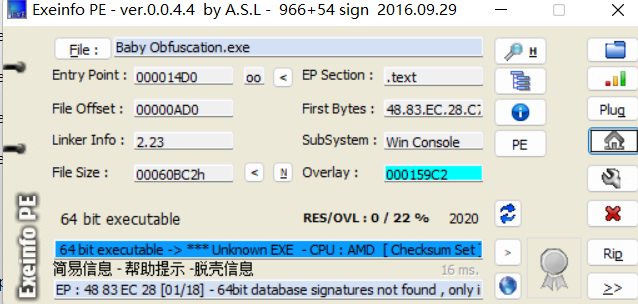 Exeinfo PE - ver.0.0.4.4 by A.S.L - 966+54 sign 2016.09.29
File : Baby Obfuscation.exe H
Entry Point : 000014D0 oo < EP Section : .text
File Offset : 00000AD0 First Bytes : 48.83.EC.28.C7 Plug
Linker Info : 2.23 SubSystem : Win Console PE
File Size : 00060BC2h < N Overlay : 000159C2
64 bit executable RES/OVL : 0 / 22 % 2020
64 bit executable -> *** Unknown EXE - CPU : AMD [ Checksum Set ] > Rip
简易信息 - 帮助提示 - 脱壳信息 16 ms.
EP : 48 83 EC 28 [01/18] - 64bit database signatures not found , only i >>
Exeinfo PE